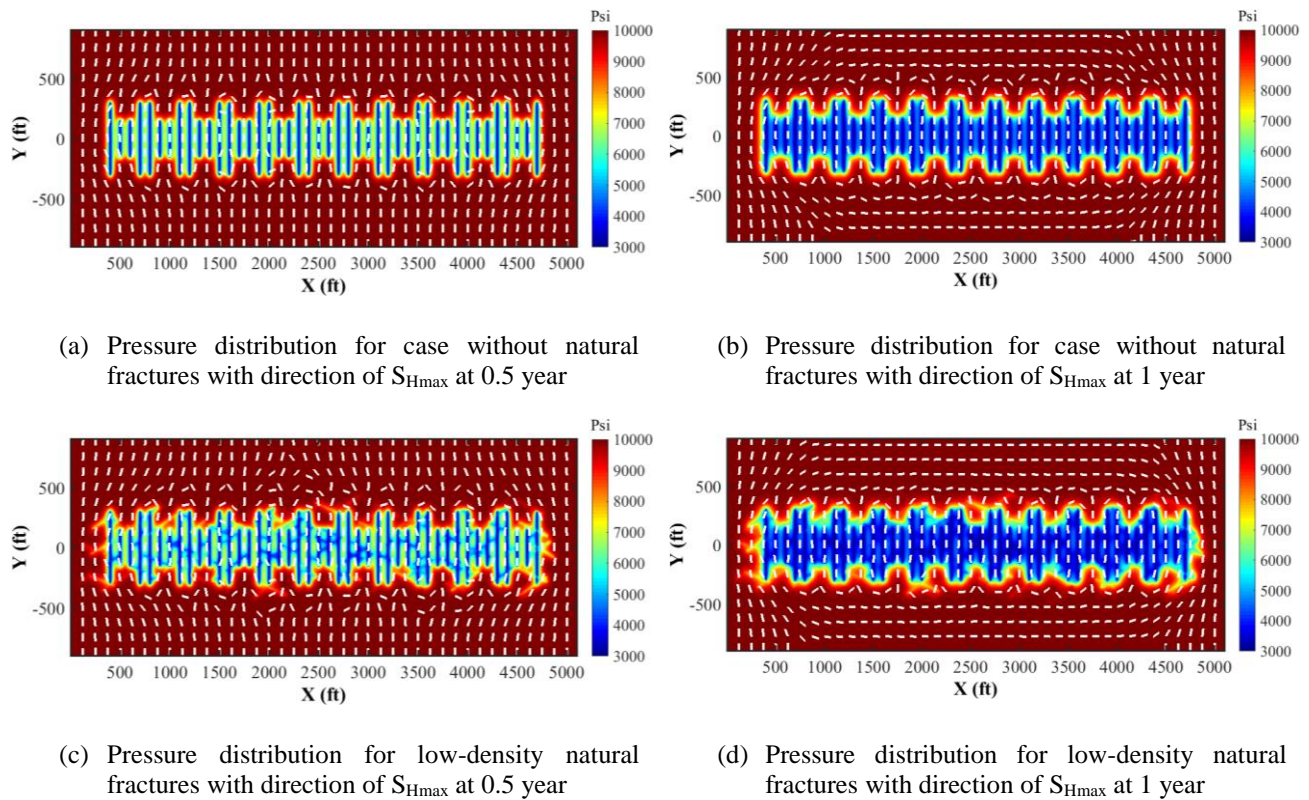 Psi
10000
9000
8000
7000
6000
5000
4000
3000
Y (ft)
500
0
-500
500 1000 1500 2000 2500 3000 3500 4000 4500 5000
X (ft)
Psi
10000
9000
8000
7000
6000
5000
4000
3000
Y (ft)
500
0
-500
500 1000 1500 2000 2500 3000 3500 4000 4500 5000
X (ft)
(a) Pressure distribution for case without natural
fractures with direction of SHmax at 0.5 year
(b) Pressure distribution for case without natural
fractures with direction of SHmax at 1 year
Psi
10000
9000
8000
7000
6000
5000
4000
3000
Y (ft)
500
0
-500
500 1000 1500 2000 2500 3000 3500 4000 4500 5000
X (ft)
Psi
10000
9000
8000
7000
6000
5000
4000
3000
Y (ft)
500
0
-500
500 1000 1500 2000 2500 3000 3500 4000 4500 5000
X (ft)
(c) Pressure distribution for low-density natural
fractures with direction of SHmax at 0.5 year
(d) Pressure distribution for low-density natural
fractures with direction of SHmax at 1 year